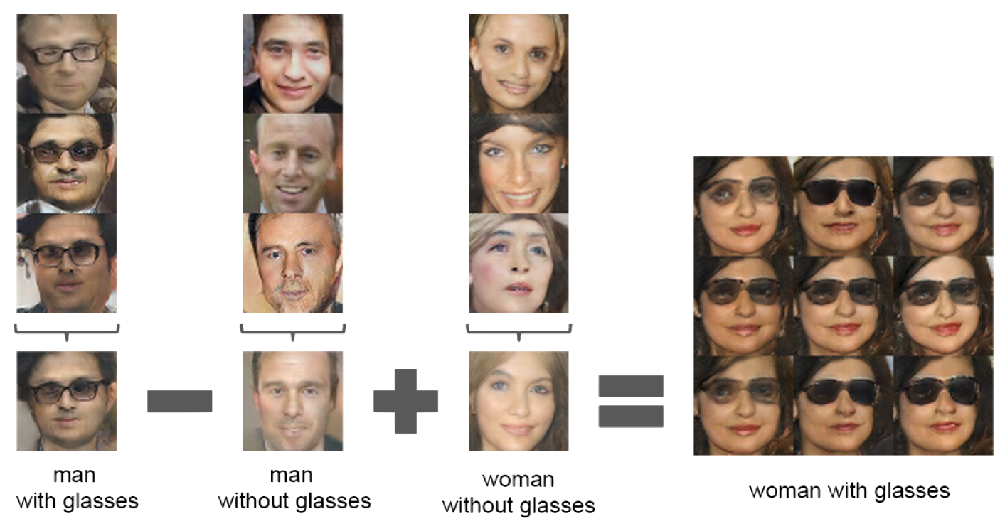 man
with glasses
man
without glasses
woman
without glasses
woman with glasses